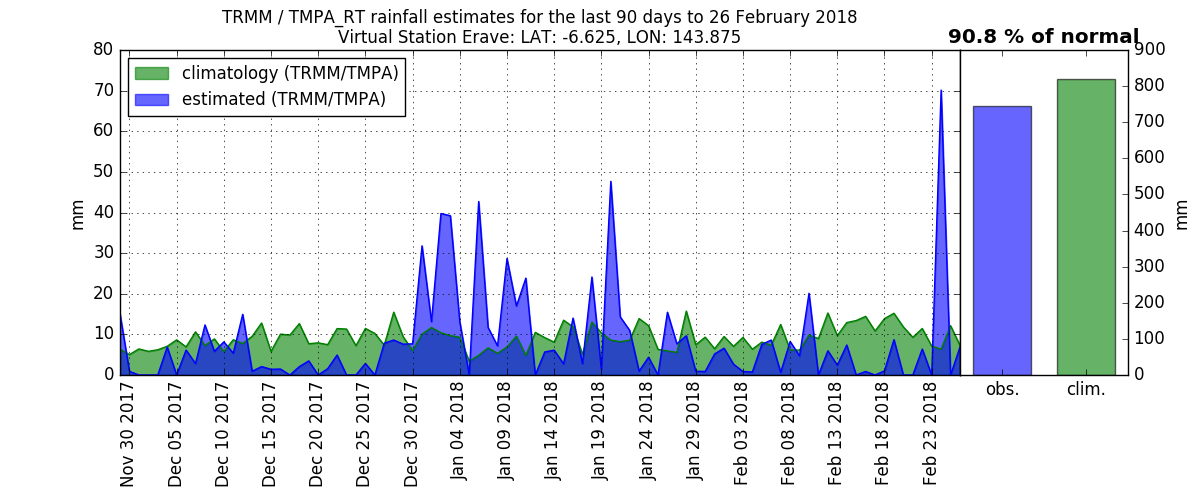 TRMM / TMPA_RT rainfall estimates for the last 90 days to 26 February 2018
Virtual Station Erave: LAT: -6.625, LON: 143.875
90.8 % of normal
climatology (TRMM/TMPA)
estimated (TRMM/TMPA)
mm
80
70
60
50
40
30
20
10
0
900
800
700
600
500
400
300
200
100
0
mm
Nov 30 2017
Dec 05 2017
Dec 10 2017
Dec 15 2017
Dec 20 2017
Dec 25 2017
Dec 30 2017
Jan 04 2018
Jan 09 2018
Jan 14 2018
Jan 19 2018
Jan 24 2018
Jan 29 2018
Feb 03 2018
Feb 08 2018
Feb 13 2018
Feb 18 2018
Feb 23 2018
obs.
clim.